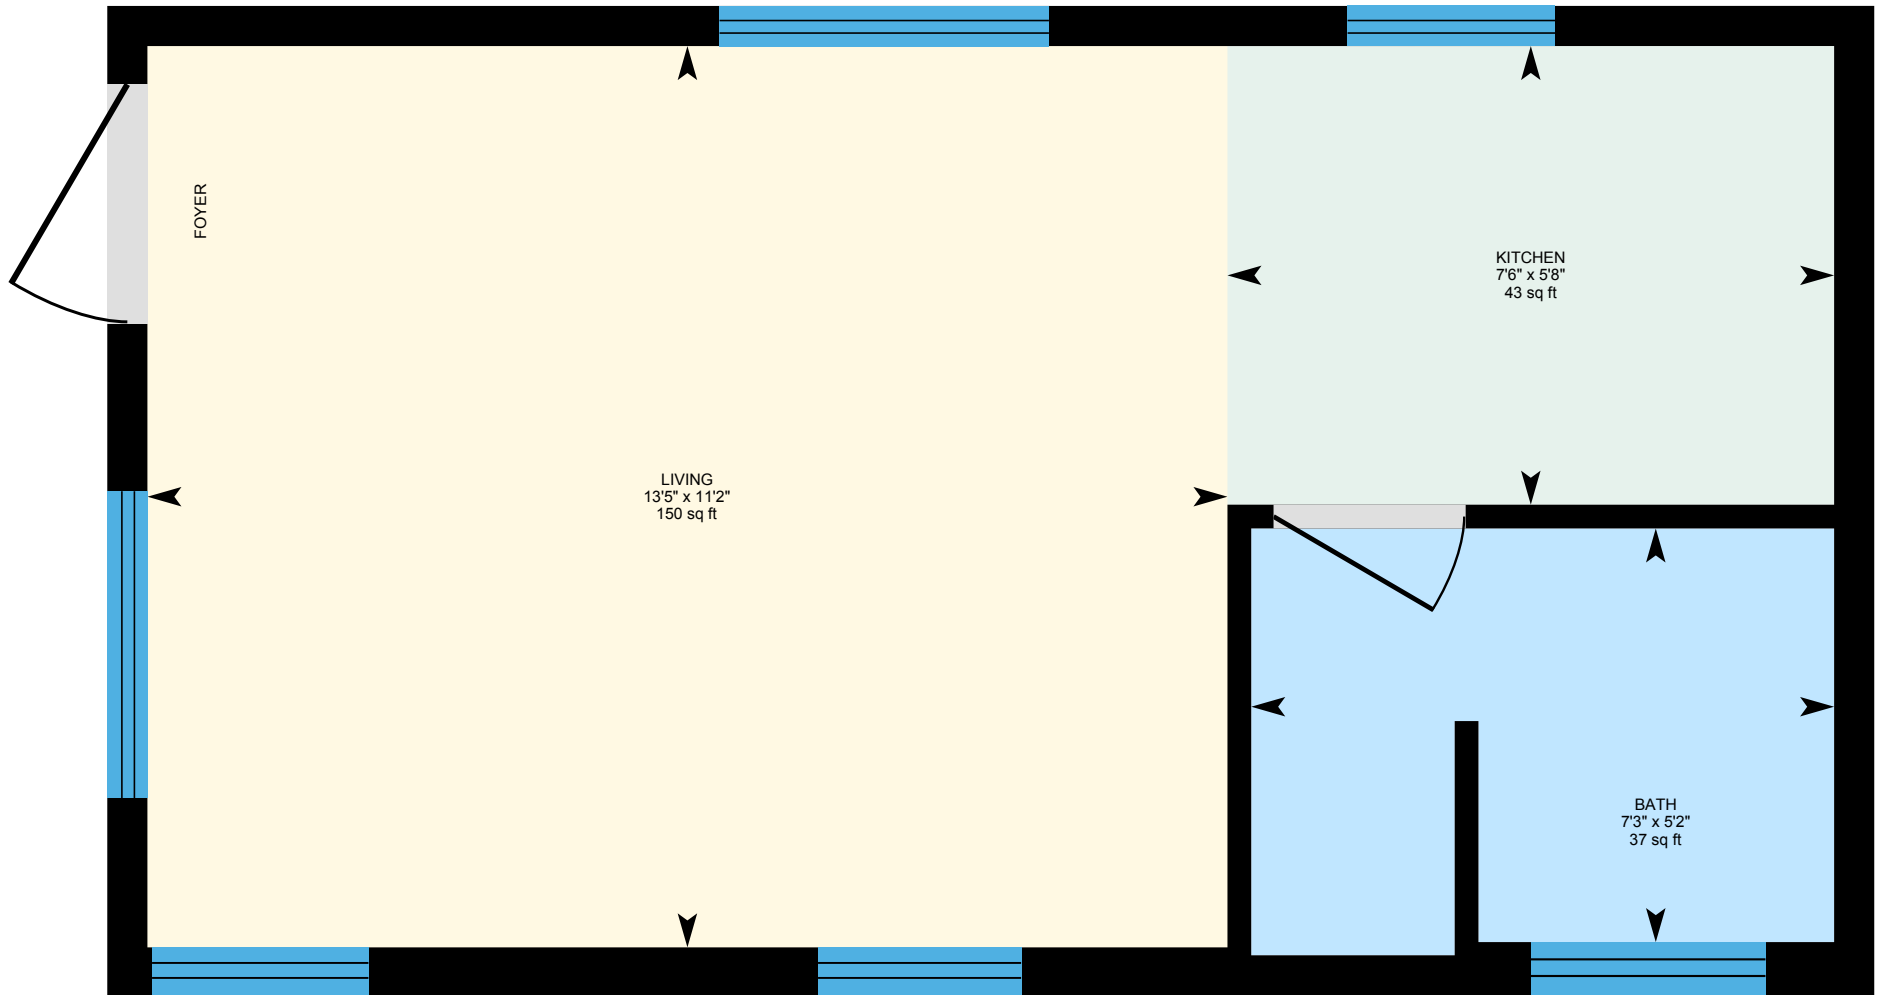 FOYER
KITCHEN
7'6" x 5'8"
43 sq ft
LIVING
13'5" x 11'2"
150 sq ft
BATH
7'3" x 5'2"
37 sq ft